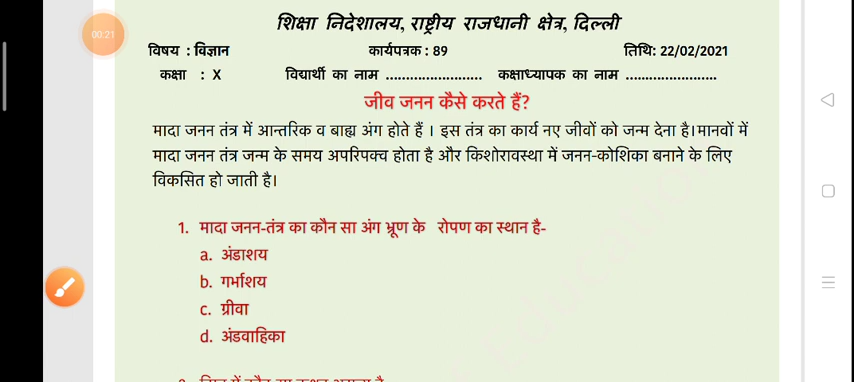 00:21
शिक्षा निदेशालय, राष्ट्रीय राजधानी क्षेत्र, दिल्ली
विषय : विज्ञान कार्यपत्रक : 89 तिथि: 22/02/2021
कक्षा : X विद्यार्थी का नाम ........................ कक्षाध्यापक का नाम .......................
जीव जनन कैसे करते हैं?
मादा जनन तंत्र में आन्तरिक व बाह्य अंग होते हैं । इस तंत्र का कार्य नए जीवों को जन्म देना है।मानवों में
मादा जनन तंत्र जन्म के समय अपरिपक्व होता है और किशोरावस्था में जनन-कोशिका बनाने के लिए
विकसित हो जाती है।
1. मादा जनन-तंत्र का कौन सा अंग भ्रूण के रोपण का स्थान है-
a. अंडाशय
b. गर्भाशय
c. ग्रीवा
d. अंडवाहिका